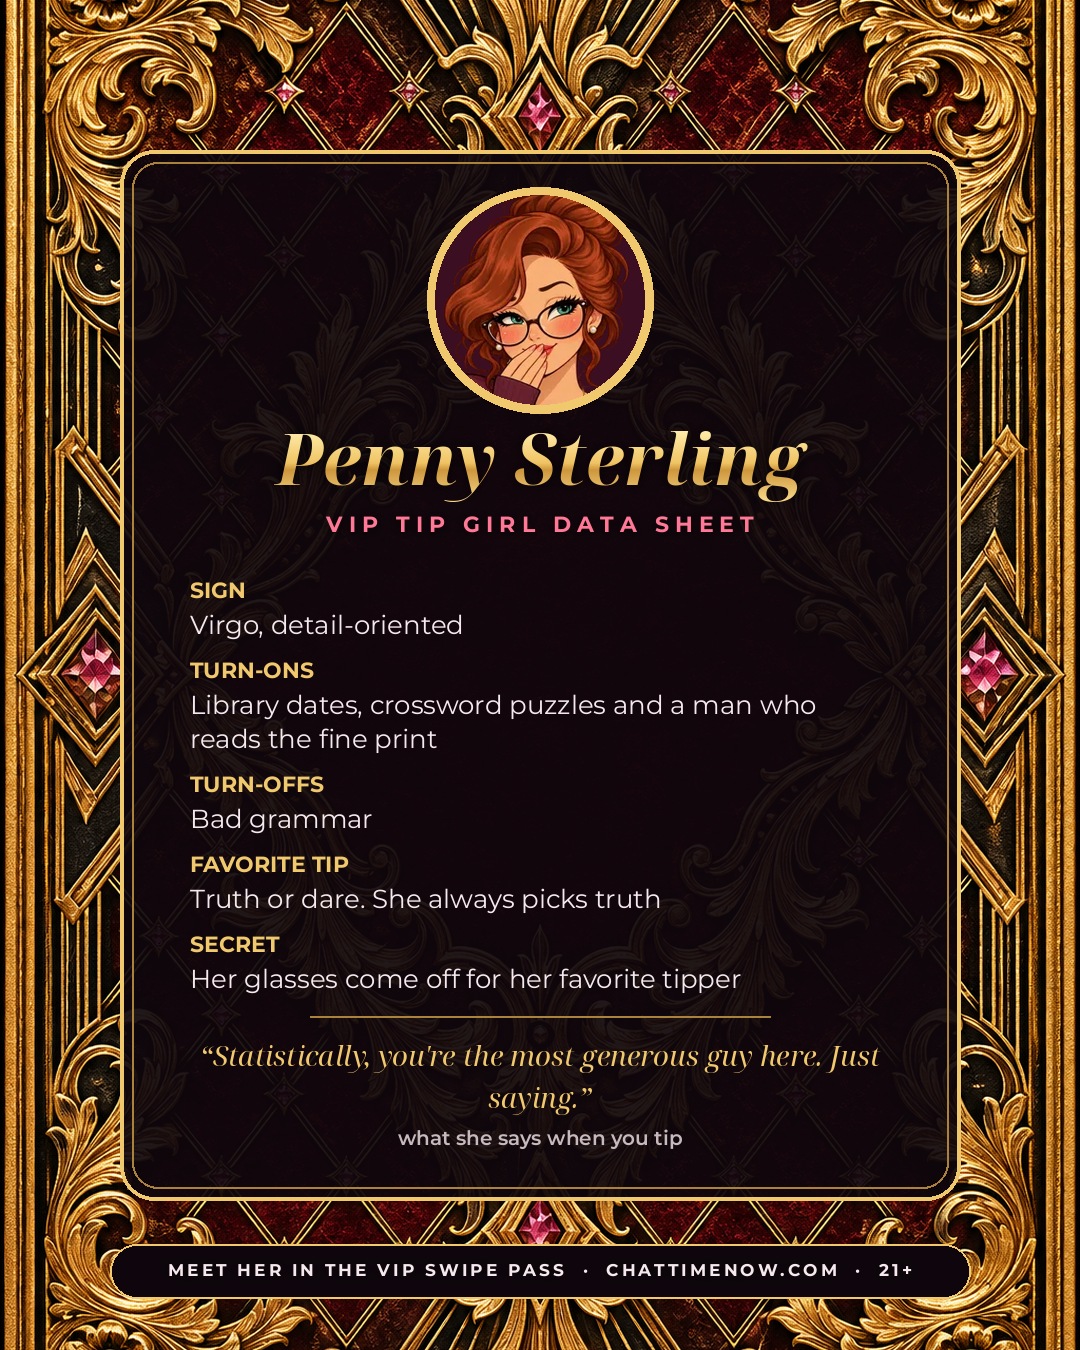 Penny Sterling
VIP TIP GIRL DATA SHEET
SIGN
Virgo, detail-oriented
TURN-ONS
Library dates, crossword puzzles and a man who
reads the fine print
TURN-OFFS
Bad grammar
FAVORITE TIP
Truth or dare. She always picks truth
SECRET
Her glasses come off for her favorite tipper
“Statistically, you're the most generous guy here. Just
saying.”
what she says when you tip
MEET HER IN THE VIP SWIPE PASS · CHATTIMENOW.COM · 21+